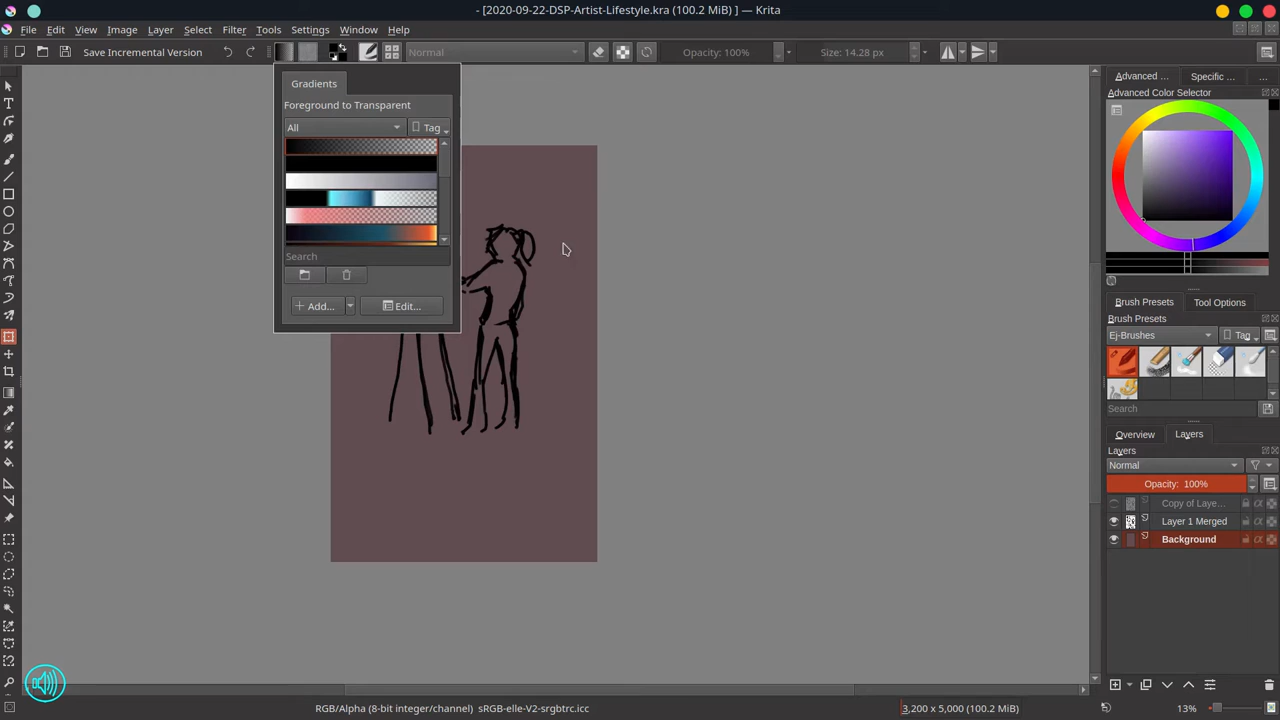 - [2020-09-22-DSP-Artist-Lifestyle.kra (100.2 MiB) ] — Krita
File Edit View Image Layer Select Filter Tools Settings Window Help
Save Incremental Version Normal Opacity: 100% Size: 14.28 px
Gradients
Foreground to Transparent
All Tag
Search
Add... Edit...
Advanced ... Specific ... ...
Advanced Color Selector
Brush Presets Tool Options
Brush Presets
Ej-Brushes Tag
Search
Overview Layers
Layers
Normal
Opacity: 100%
Copy of Laye...
Layer 1 Merged
Background
RGB/Alpha (8-bit integer/channel) sRGB-elle-V2-srgbtrc.icc 3,200 x 5,000 (100.2 MiB) 13%